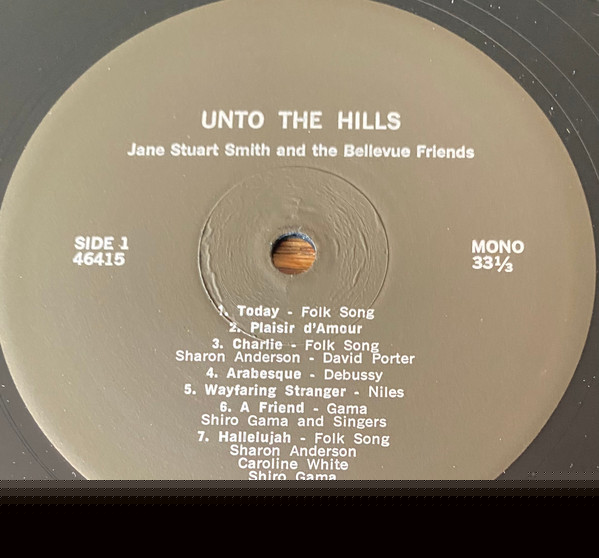 UNTO THE HILLS
Jane Stuart Smith and the Bellevue Friends
SIDE 1
46415
MONO
33⅓
1. Today - Folk Song
2. Plaisir d'Amour
3. Charlie - Folk Song
Sharon Anderson - David Porter
4. Arabesque - Debussy
5. Wayfaring Stranger - Niles
6. A Friend - Gama
Shiro Gama and Singers
7. Hallelujah - Folk Song
Sharon Anderson
Caroline White
Shiro Gama